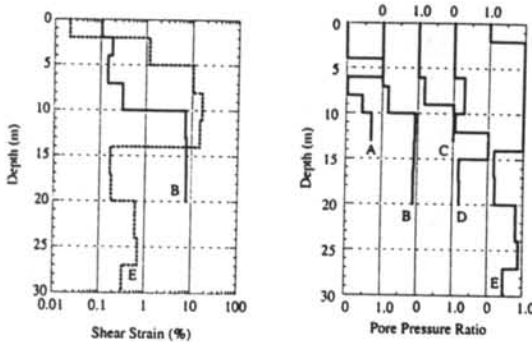 0
5
10
15
20
25
30
Depth (m)
B
E
0.01 0.1 1 10 100
Shear Strain (%)
0 1.0 0 1.0
0
5
10
15
20
25
30
Depth (m)
A
C
B
D
E
0 1.0 0 1.0 0 1.0
Pore Pressure Ratio